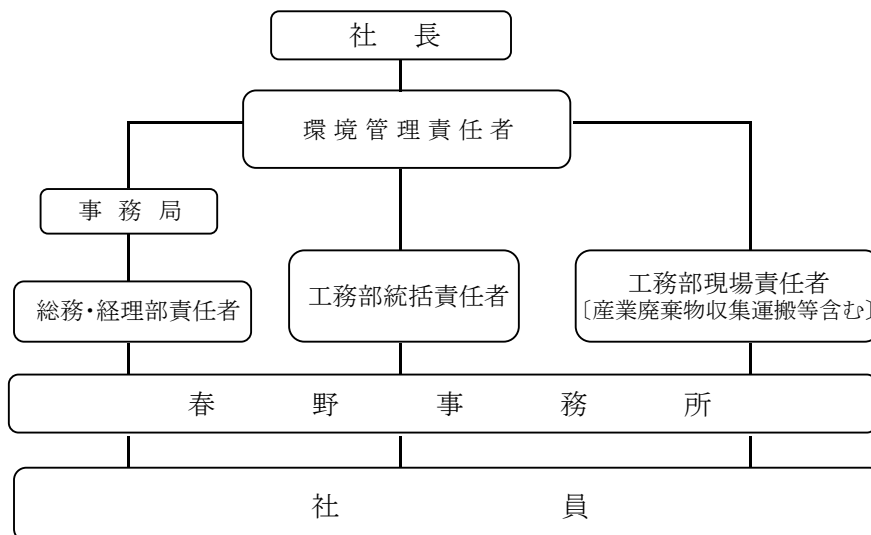 社長
環境管理責任者
事務局
総務・経理部責任者
工務部統括責任者
工務部現場責任者
〔産業廃棄物収集運搬等含む〕
春野事務所
社員